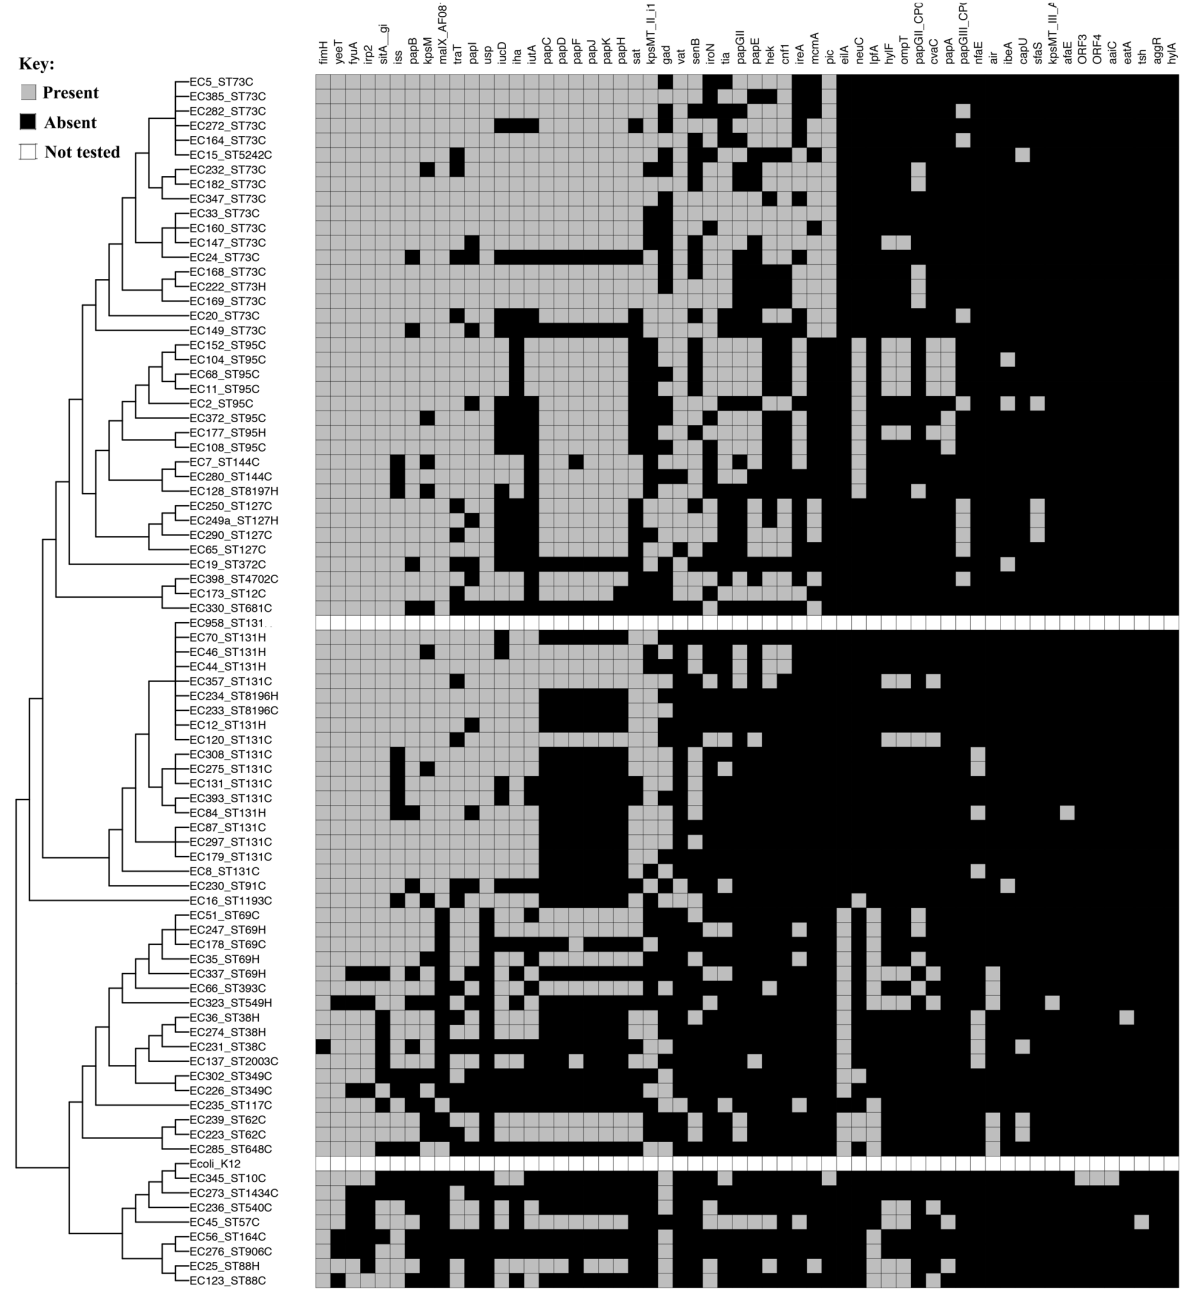 Key:
Present
Absent
Not tested
fimH
yeeT
fyuA
irp2
sitA__gi
iss
papB
kpsM
malX_AF08
traT
papI
usp
iucD
iha
iutA
papC
papD
papF
papJ
papK
papH
sat
kpsMT_II_i1
gad
vat
senB
iroN
tia
papGII
papE
hek
cnf1
ireA
mcmA
pic
eilA
neuC
lpfA
hylF
ompT
papGII_CP0
cvaC
papA
papGIII_CP
nfaE
air
ibeA
capU
sfaS
kpsMT_III_A
afaE
ORF3
ORF4
aaiC
eatA
tsh
aggR
hylA
EC5_ST73C
EC385_ST73C
EC282_ST73C
EC272_ST73C
EC164_ST73C
EC15_ST5242C
EC232_ST73C
EC182_ST73C
EC347_ST73C
EC33_ST73C
EC160_ST73C
EC147_ST73C
EC24_ST73C
EC168_ST73C
EC222_ST73H
EC169_ST73C
EC20_ST73C
EC149_ST73C
EC152_ST95C
EC104_ST95C
EC68_ST95C
EC11_ST95C
EC2_ST95C
EC372_ST95C
EC177_ST95H
EC108_ST95C
EC7_ST144C
EC280_ST144C
EC128_ST8197H
EC250_ST127C
EC249a_ST127H
EC290_ST127C
EC65_ST127C
EC19_ST372C
EC398_ST4702C
EC173_ST12C
EC330_ST681C
EC958_ST131
EC70_ST131H
EC46_ST131H
EC44_ST131H
EC357_ST131C
EC234_ST8196H
EC233_ST8196C
EC12_ST131H
EC120_ST131C
EC308_ST131C
EC275_ST131C
EC131_ST131C
EC393_ST131C
EC84_ST131H
EC87_ST131C
EC297_ST131C
EC179_ST131C
EC8_ST131C
EC230_ST91C
EC16_ST1193C
EC51_ST69C
EC247_ST69H
EC178_ST69C
EC35_ST69H
EC337_ST69H
EC66_ST393C
EC323_ST549H
EC36_ST38H
EC274_ST38H
EC231_ST38C
EC137_ST2003C
EC302_ST349C
EC226_ST349C
EC235_ST117C
EC239_ST62C
EC223_ST62C
EC285_ST648C
Ecoli_K12
EC345_ST10C
EC273_ST1434C
EC236_ST540C
EC45_ST57C
EC56_ST164C
EC276_ST906C
EC25_ST88H
EC123_ST88C